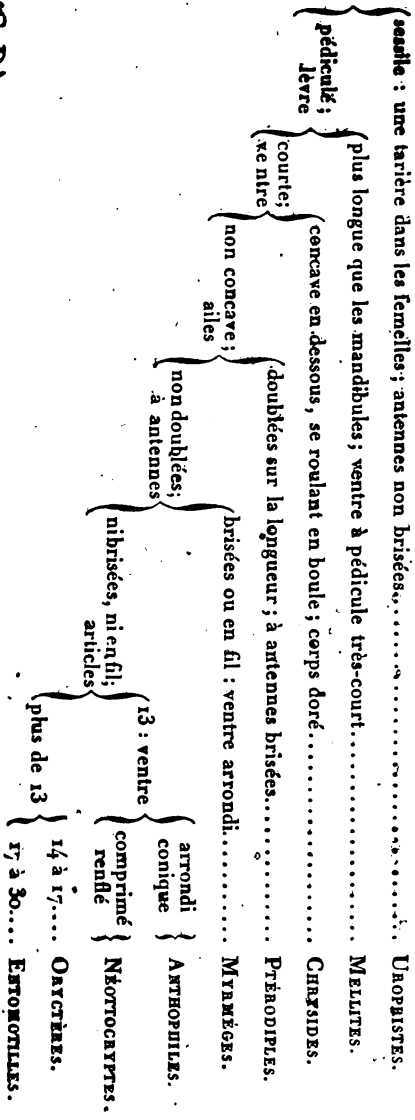 sessile : une tarière dans les femelles; antennes non brisées. UROPRISTES.
pédiculé;
lèvre
plus longue que les mandibules; ventre à pédicule très-court. MELLITES.
courte;
ventre
concave en dessous, se roulant en boule; corps doré. CHRYSIDES.
non concave;
ailes
doublées sur la longueur; à antennes brisées. PTÉRODIPLES.
non doublées;
à antennes
brisées ou en fil : ventre arrondi. MYRMÉGES.
ni brisées, ni en fil;
articles
13 : ventre
arrondi
conique
ANTHOPHILES.
comprimé
renflé
NÉOTTOCRYPTES.
plus de 13
14 à 17.... ORYCTÈRES.
17 à 30.... ENTOMOTILLES.